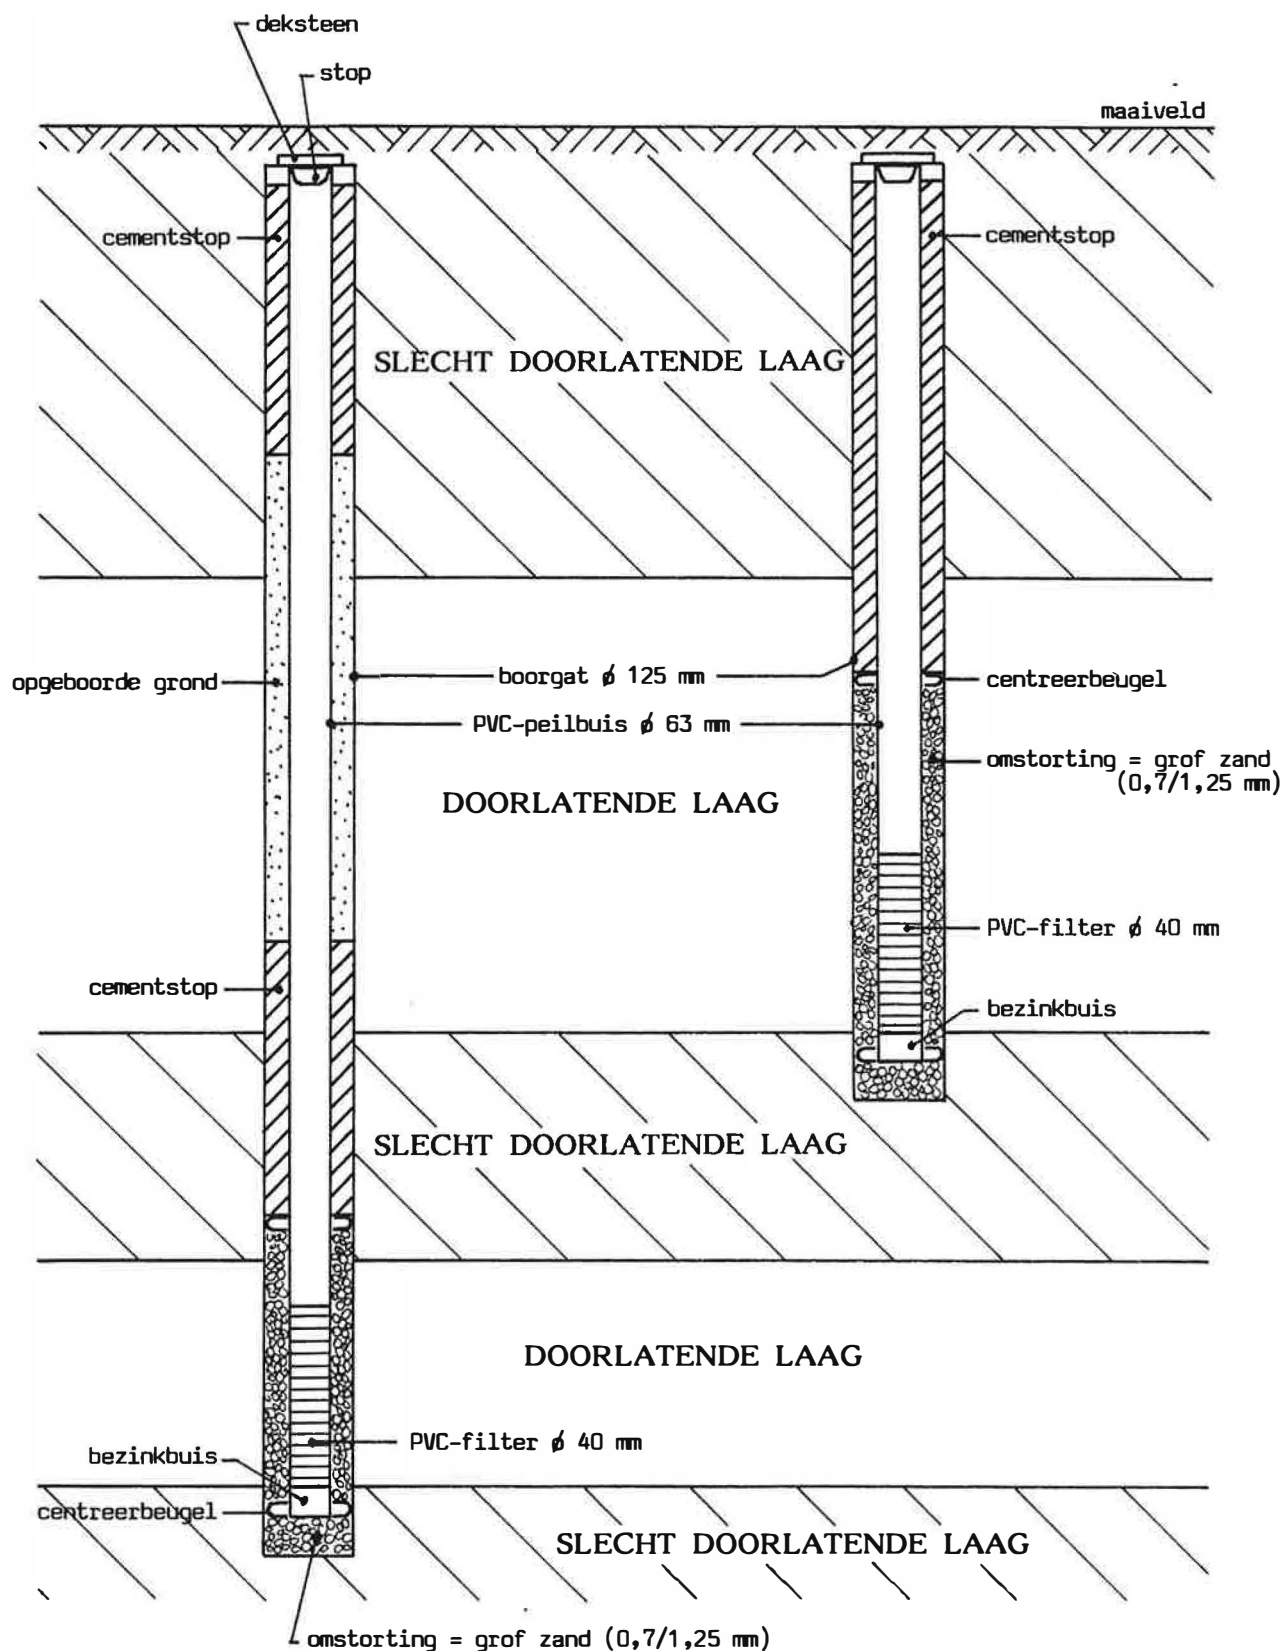 deksteen
stop
maaiveld
cementstop
cementstop
SLECHT DOORLATENDE LAAG
opgeboorde grond
boorgat ø 125 mm
centreerbeugel
PVC-peilbuis ø 63 mm
omstorting = grof zand
(0,7/1,25 mm)
DOORLATENDE LAAG
PVC-filter ø 40 mm
cementstop
bezinkbuis
SLECHT DOORLATENDE LAAG
DOORLATENDE LAAG
PVC-filter ø 40 mm
bezinkbuis
centreerbeugel
SLECHT DOORLATENDE LAAG
omstorting = grof zand (0,7/1,25 mm)